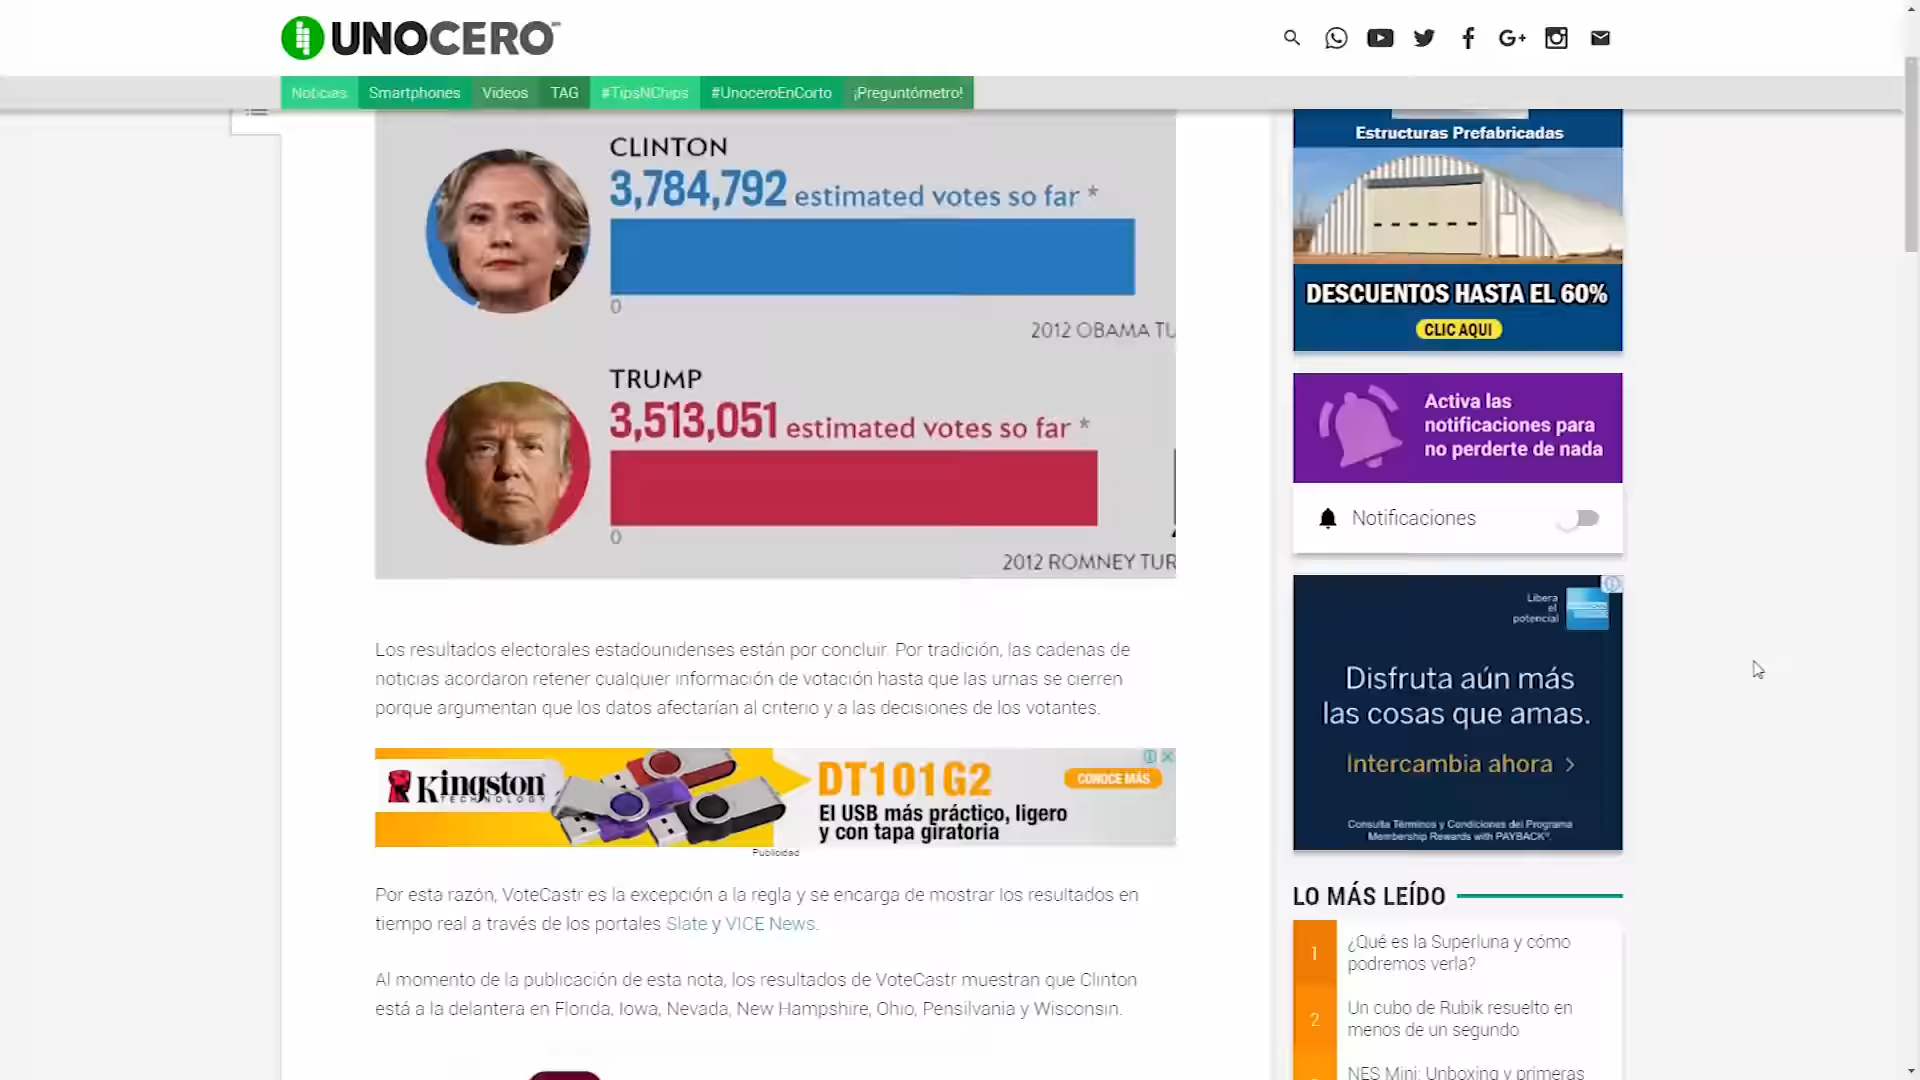 UNOCERO
Noticias Smartphones Videos TAG #TipsNChips #UnoceroEnCorto ¡Preguntómetro!
CLINTON
3,784,792 estimated votes so far *
0
2012 OBAMA TU
TRUMP
3,513,051 estimated votes so far *
0
2012 ROMNEY TUR
Los resultados electorales estadounidenses están por concluir. Por tradición, las cadenas de
noticias acordaron retener cualquier información de votación hasta que las urnas se cierren
porque argumentan que los datos afectarían al criterio y a las decisiones de los votantes.
Kingston
TECHNOLOGY
DT101G2
El USB más práctico, ligero
y con tapa giratoria
CONOCE MÁS
Publicidad
Por esta razón, VoteCastr es la excepción a la regla y se encarga de mostrar los resultados en
tiempo real a través de los portales Slate y VICE News.
Al momento de la publicación de esta nota, los resultados de VoteCastr muestran que Clinton
está a la delantera en Florida, Iowa, Nevada, New Hampshire, Ohio, Pensilvania y Wisconsin.
Estructuras Prefabricadas
DESCUENTOS HASTA EL 60%
CLIC AQUI
Activa las
notificaciones para
no perderte de nada
Notificaciones
Libera
el
potencial
Disfruta aún más
las cosas que amas.
Intercambia ahora >
Consulta Términos y Condiciones del Programa
Membership Rewards with PAYBACK®.
LO MÁS LEÍDO
1 ¿Qué es la Superluna y cómo
podremos verla?
2 Un cubo de Rubik resuelto en
menos de un segundo
NES Mini: Unboxing y primeras